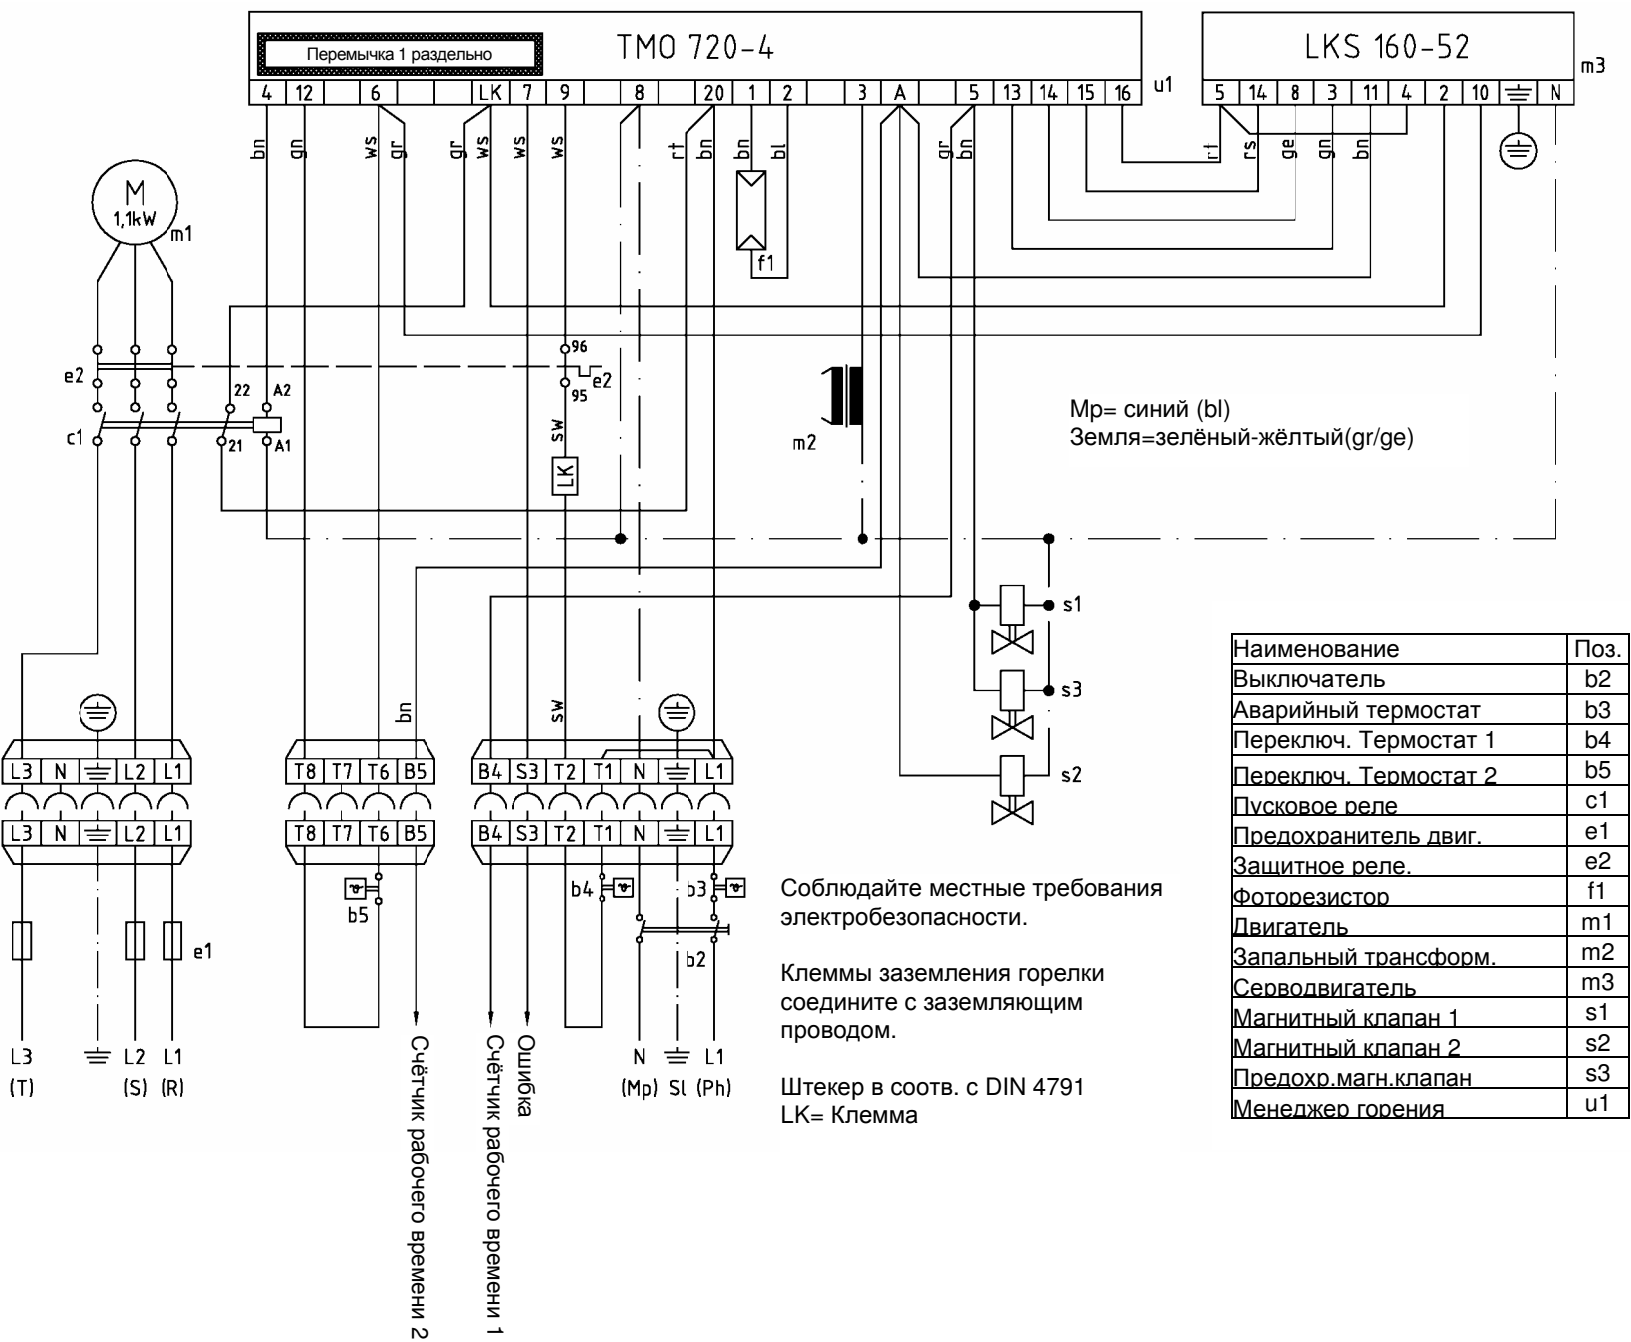 TMO 720-4
LKS 160-52
Перемычка 1 раздельно
u1
m3
4 12 6 LK 7 9 8 20 1 2 3 A 5 13 14 15 16
5 14 8 3 11 4 2 10 N
bn gn ws gr gr ws ws ws rt bn bn bl gr bn
rt rs ge gn bn
M
1,1kW
m1
f1
e2
96
e2
95
22 A2
c1
21 A1
sw
LK
m2
Mp= синий (bl)
Земля=зелёный-жёлтый(gr/ge)
s1
s3
s2
bn
sw
L3 N L2 L1
T8 T7 T6 B5
B4 S3 T2 T1 N L1
L3 N L2 L1
T8 T7 T6 B5
B4 S3 T2 T1 N L1
b5
b4
b3
b2
e1
L3 L2 L1
(T) (S) (R)
N L1
(Mp) SL (Ph)
Счётчик рабочего времени 2
Счётчик рабочего времени 1
Ошибка
Соблюдайте местные требования
электробезопасности.
Клеммы заземления горелки
соедините с заземляющим
проводом.
Штекер в соотв. с DIN 4791
LK= Клемма
Наименование Поз.
Выключатель b2
Аварийный термостат b3
Переключ. Термостат 1 b4
Переключ. Термостат 2 b5
Пусковое реле c1
Предохранитель двиг. e1
Защитное реле. e2
Фоторезистор f1
Двигатель m1
Запальный трансформ. m2
Серводвигатель m3
Магнитный клапан 1 s1
Магнитный клапан 2 s2
Предохр.магн.клапан s3
Менеджер горения u1